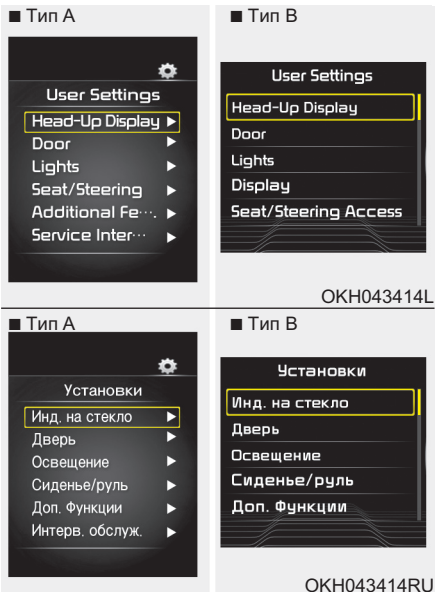 ■ Тип A
User Settings
Head-Up Display ▶
Door ▶
Lights ▶
Seat/Steering ▶
Additional Fe···. ▶
Service Inter··· ▶
■ Тип B
User Settings
Head-Up Display
Door
Lights
Display
Seat/Steering Access
OKH043414L
■ Тип A
Установки
Инд. на стекло ▶
Дверь ▶
Освещение ▶
Сиденье/руль ▶
Доп. Функции ▶
Интерв. обслуж. ▶
■ Тип B
Установки
Инд. на стекло
Дверь
Освещение
Сиденье/руль
Доп. Функции
OKH043414RU